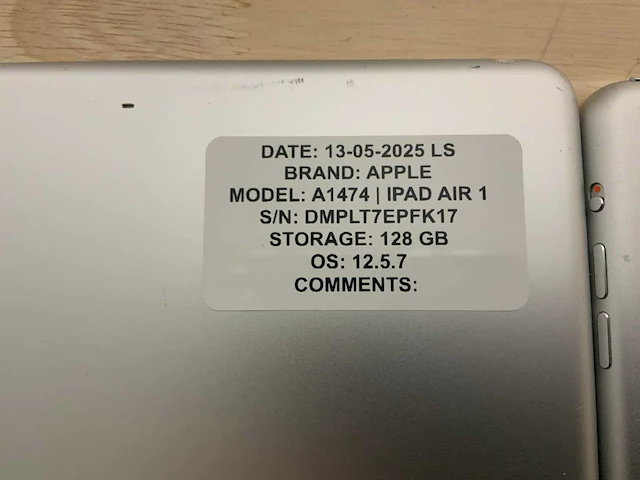 DATE: 13-05-2025 LS
BRAND: APPLE
MODEL: A1474 | IPAD AIR 1
S/N: DMPLT7EPFK17
STORAGE: 128 GB
OS: 12.5.7
COMMENTS: